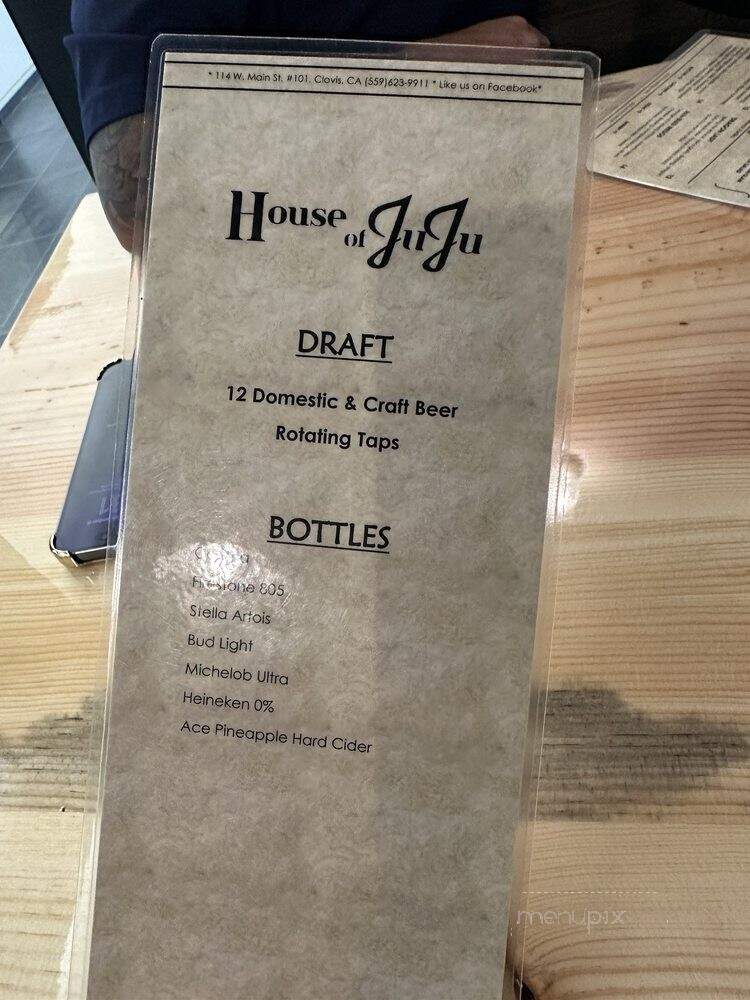 * 114 W. Main St. #101. Clovis, CA (559)623-9911 * Like us on Facebook*
House of JuJu
DRAFT
12 Domestic & Craft Beer
Rotating Taps
BOTTLES
Firestone 805
Stella Artois
Bud Light
Michelob Ultra
Heineken 0%
Ace Pineapple Hard Cider
menupix